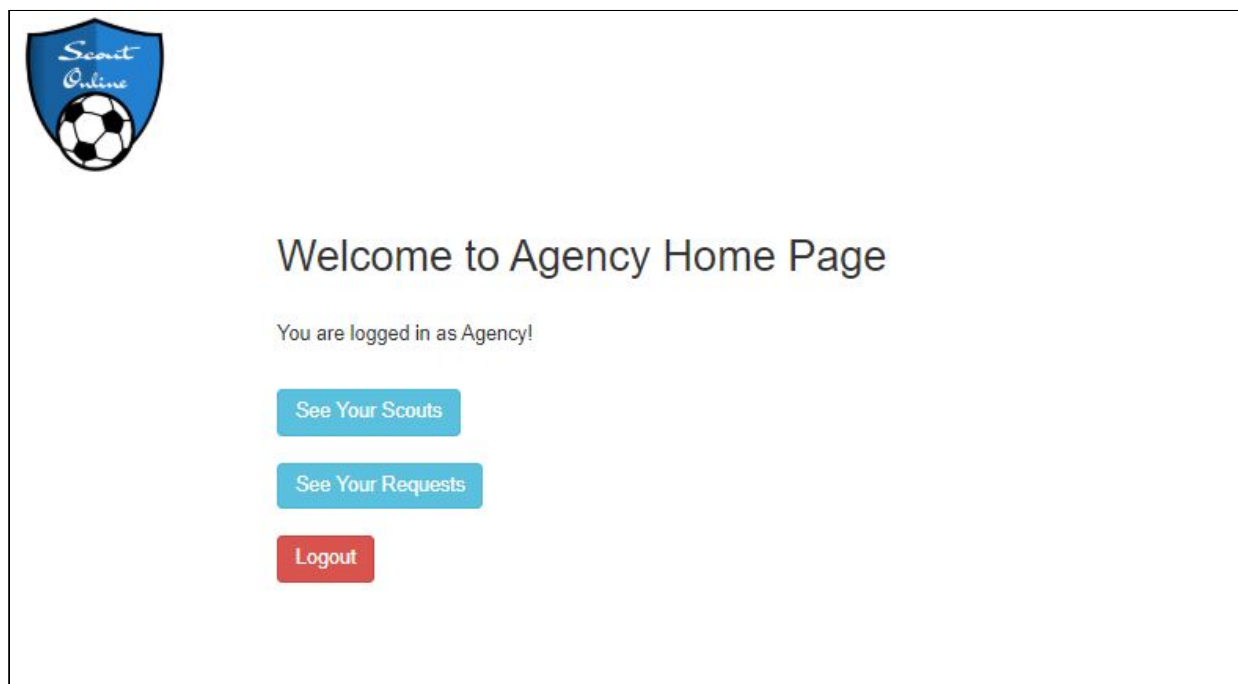 Scout
Online
Welcome to Agency Home Page
You are logged in as Agency!
See Your Scouts
See Your Requests
Logout